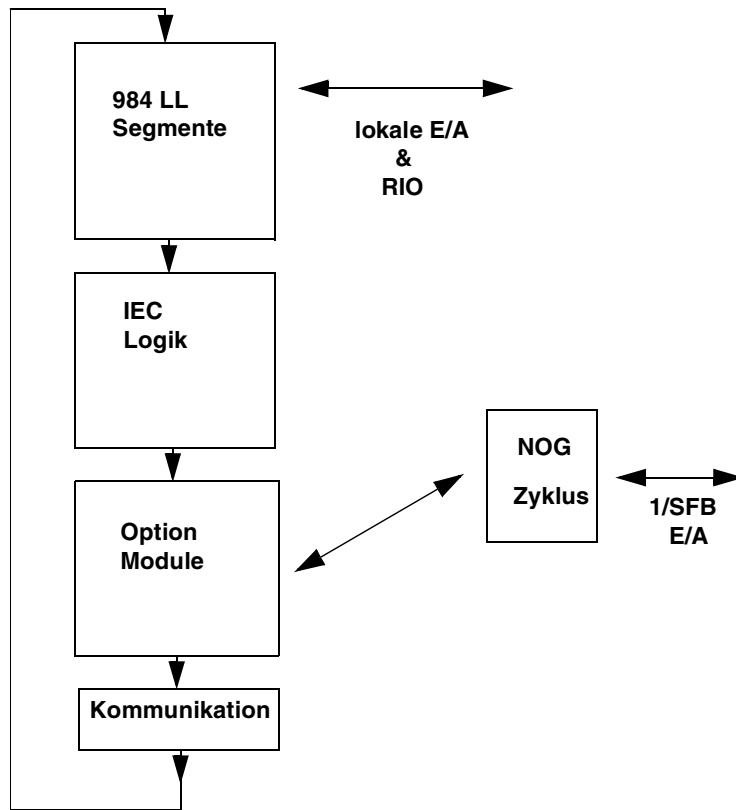 984 LL
Segmente
lokale E/A
&
RIO
IEC
Logik
NOG
Zyklus
1/SFB
E/A
Option
Module
Kommunikation